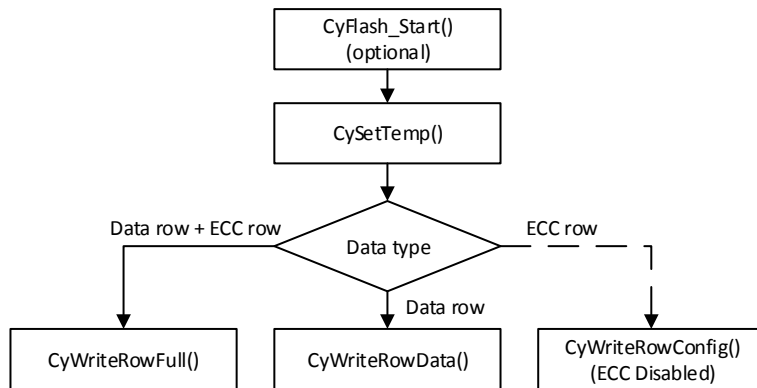 CyFlash_Start()
(optional)
CySetTemp()
Data row + ECC row
ECC row
Data type
Data row
CyWriteRowFull()
CyWriteRowData()
CyWriteRowConfig()
(ECC Disabled)